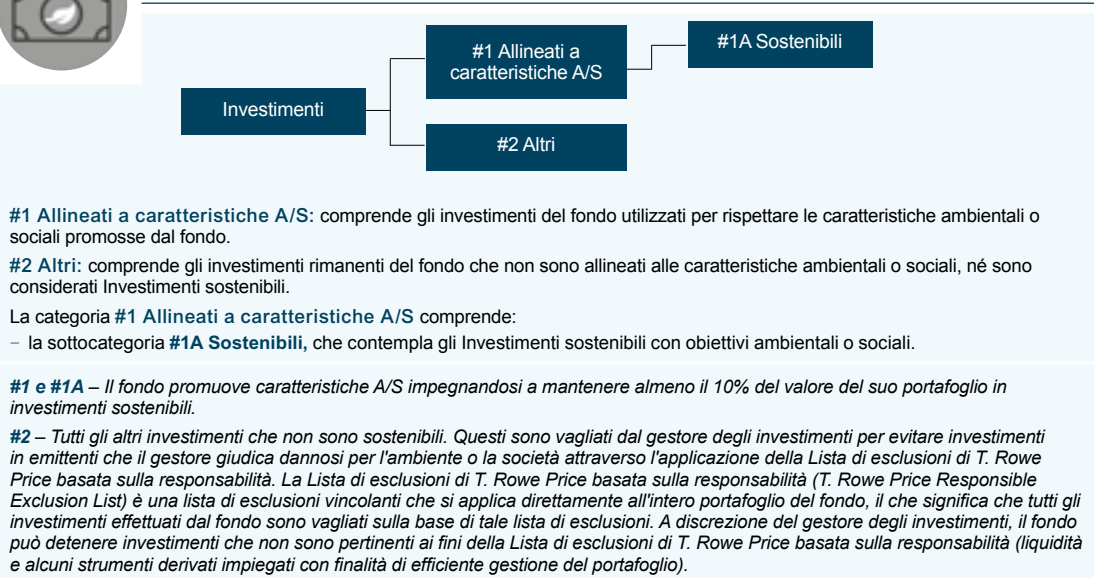 #1 Allineati a
caratteristiche A/S
#1A Sostenibili
Investimenti
#2 Altri
#1 Allineati a caratteristiche A/S: comprende gli investimenti del fondo utilizzati per rispettare le caratteristiche ambientali o
sociali promosse dal fondo.
#2 Altri: comprende gli investimenti rimanenti del fondo che non sono allineati alle caratteristiche ambientali o sociali, né sono
considerati Investimenti sostenibili.
La categoria #1 Allineati a caratteristiche A/S comprende:
– la sottocategoria #1A Sostenibili, che contempla gli Investimenti sostenibili con obiettivi ambientali o sociali.
#1 e #1A – Il fondo promuove caratteristiche A/S impegnandosi a mantenere almeno il 10% del valore del suo portafoglio in
investimenti sostenibili.
#2 – Tutti gli altri investimenti che non sono sostenibili. Questi sono vagliati dal gestore degli investimenti per evitare investimenti
in emittenti che il gestore giudica dannosi per l'ambiente o la società attraverso l'applicazione della Lista di esclusioni di T. Rowe
Price basata sulla responsabilità. La Lista di esclusioni di T. Rowe Price basata sulla responsabilità (T. Rowe Price Responsible
Exclusion List) è una lista di esclusioni vincolanti che si applica direttamente all'intero portafoglio del fondo, il che significa che tutti gli
investimenti effettuati dal fondo sono vagliati sulla base di tale lista di esclusioni. A discrezione del gestore degli investimenti, il fondo
può detenere investimenti che non sono pertinenti ai fini della Lista di esclusioni di T. Rowe Price basata sulla responsabilità (liquidità
e alcuni strumenti derivati impiegati con finalità di efficiente gestione del portafoglio).